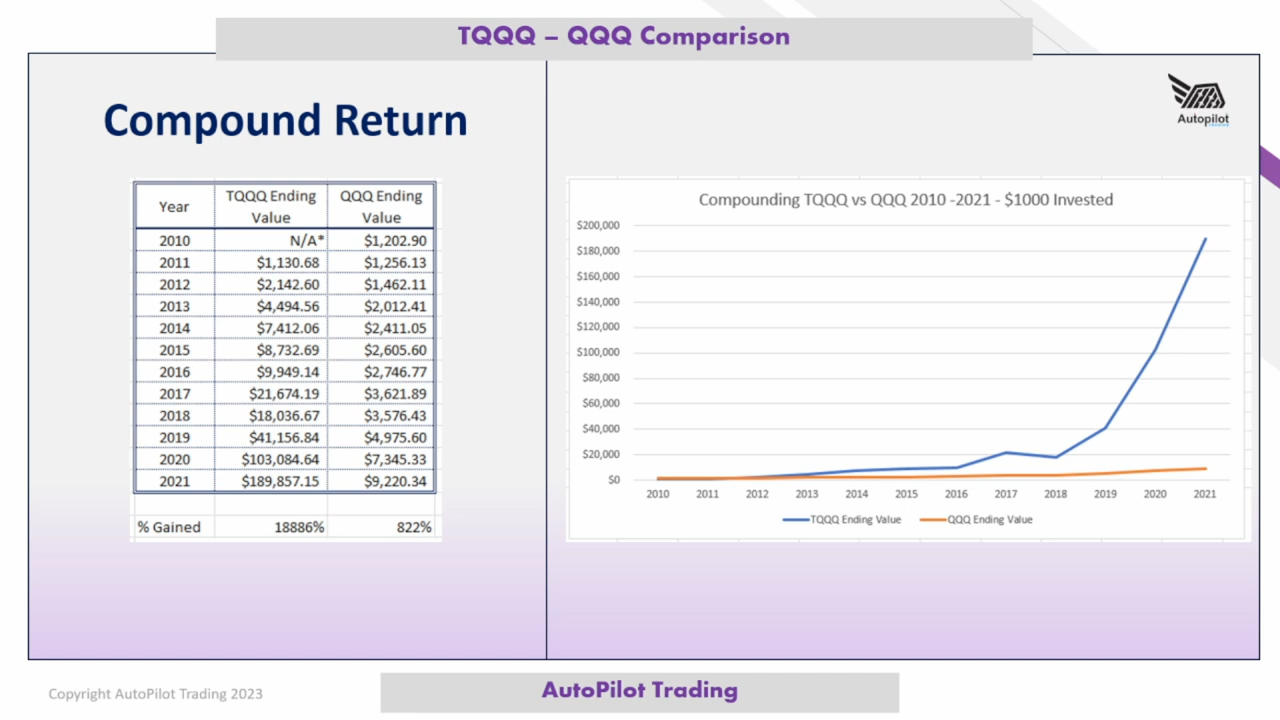 TQQQ – QQQ Comparison
Compound Return
Autopilot
Year TQQQ Ending Value QQQ Ending Value
2010 N/A* $1,202.90
2011 $1,130.68 $1,256.13
2012 $2,142.60 $1,462.11
2013 $4,494.56 $2,012.41
2014 $7,412.06 $2,411.05
2015 $8,732.69 $2,605.60
2016 $9,949.14 $2,746.77
2017 $21,674.19 $3,621.89
2018 $18,036.67 $3,576.43
2019 $41,156.84 $4,975.60
2020 $103,084.64 $7,345.33
2021 $189,857.15 $9,220.34
% Gained 18886% 822%
Compounding TQQQ vs QQQ 2010 -2021 - $1000 Invested
$200,000
$180,000
$160,000
$140,000
$120,000
$100,000
$80,000
$60,000
$40,000
$20,000
$0
2010 2011 2012 2013 2014 2015 2016 2017 2018 2019 2020 2021
TQQQ Ending Value QQQ Ending Value
Copyright AutoPilot Trading 2023
AutoPilot Trading